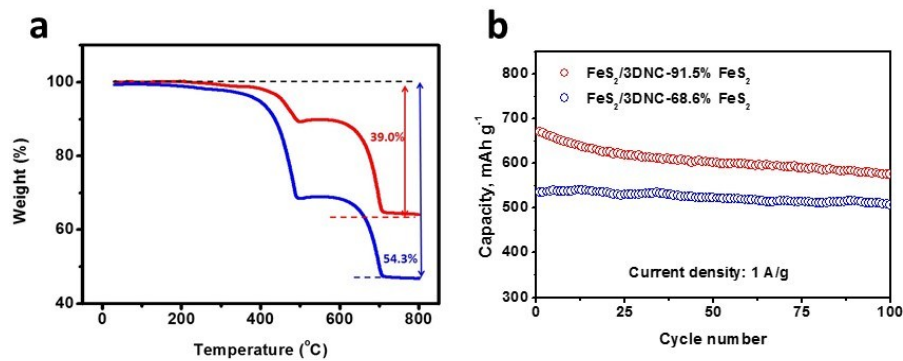 a
100
80
60
40
Weight (%)
39.0%
54.3%
0 200 400 600 800
Temperature (°C)
b
800
700
600
500
400
300
Capacity, mAh g⁻¹
FeS₂/3DNC-91.5% FeS₂
FeS₂/3DNC-68.6% FeS₂
Current density: 1 A/g
0 25 50 75 100
Cycle number